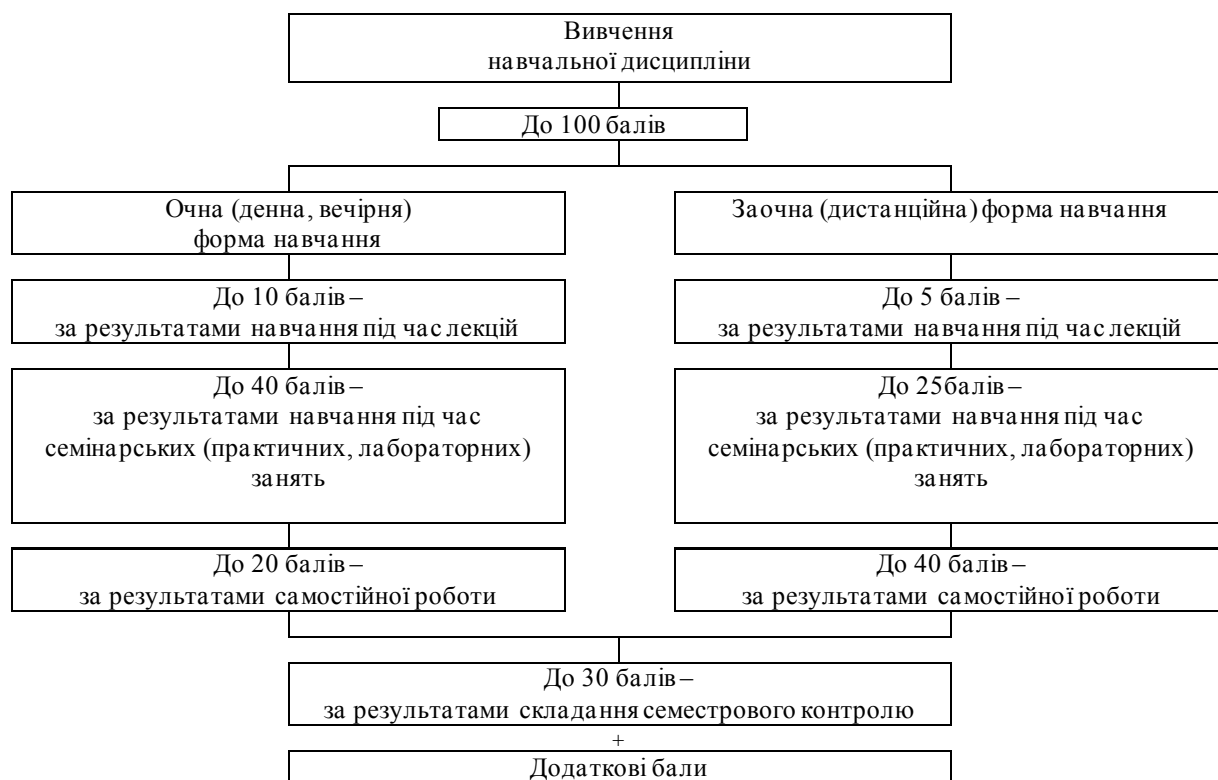 Вивчення
навчальної дисципліни
До 100 балів
Очна (денна, вечірня)
форма навчання
Заочна (дистанційна) форма навчання
До 10 балів –
за результатами навчання під час лекцій
До 5 балів –
за результатами навчання під час лекцій
До 40 балів –
за результатами навчання під час
семінарських (практичних, лабораторних)
занять
До 25балів –
за результатами навчання під час
семінарських (практичних, лабораторних)
занять
До 20 балів –
за результатами самостійної роботи
До 40 балів –
за результатами самостійної роботи
До 30 балів –
за результатами складання семестрового контролю
+
Додаткові бали